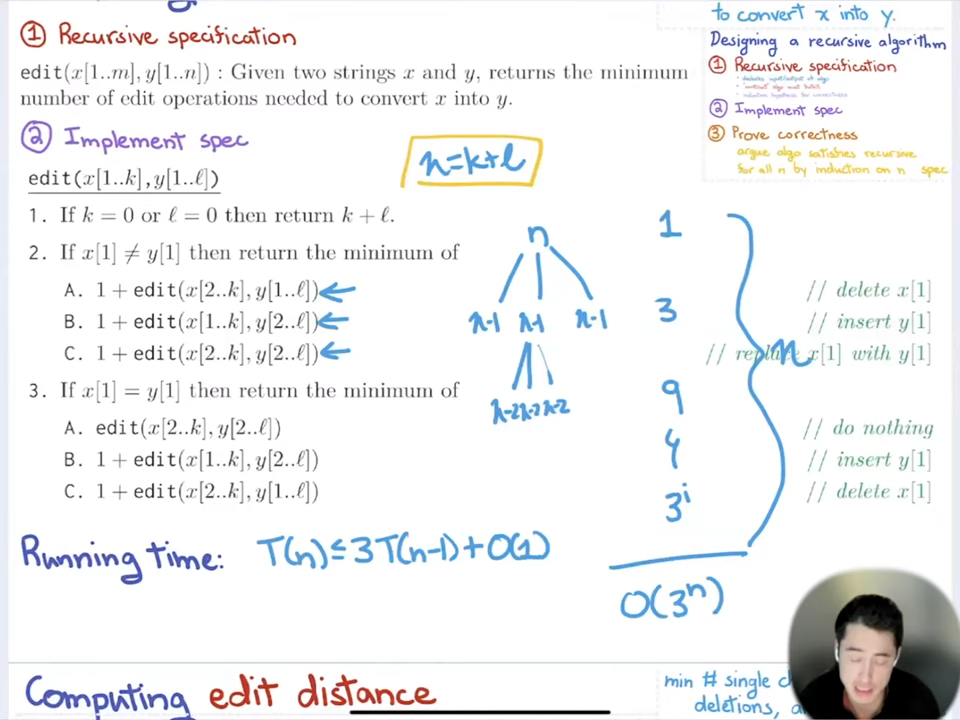 ① Recursive specification
edit(x[1..m], y[1..n]) : Given two strings x and y, returns the minimum
number of edit operations needed to convert x into y.
② Implement spec
n=k+ℓ
edit(x[1..k],y[1..ℓ])
1. If k = 0 or ℓ = 0 then return k + ℓ.
2. If x[1] ≠ y[1] then return the minimum of
A. 1 + edit(x[2..k], y[1..ℓ]) // delete x[1]
B. 1 + edit(x[1..k], y[2..ℓ]) // insert y[1]
C. 1 + edit(x[2..k], y[2..ℓ]) // replace x[1] with y[1]
3. If x[1] = y[1] then return the minimum of
A. edit(x[2..k], y[2..ℓ]) // do nothing
B. 1 + edit(x[1..k], y[2..ℓ]) // insert y[1]
C. 1 + edit(x[2..k], y[1..ℓ]) // delete x[1]
n
n-1 n-1 n-1
n-2 n-2 n-2
1
3
9
3^i
n
O(3^n)
Running time: T(n) ≤ 3T(n-1) + O(1)
Computing edit distance
to convert x into y.
Designing a recursive algorithm
① Recursive specification
② Implement spec
③ Prove correctness
argue algo satisfies recursive
for all n by induction on n spec
min # single
deletions,